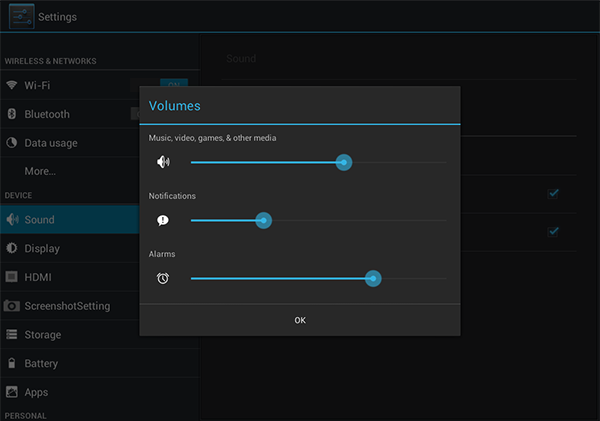 Settings
WIRELESS & NETWORKS
Wi-Fi
ON
Bluetooth
Data usage
More...
DEVICE
Sound
Display
HDMI
ScreenshotSetting
Storage
Battery
Apps
PERSONAL
Sound
Volumes
Music, video, games, & other media
Notifications
Alarms
OK